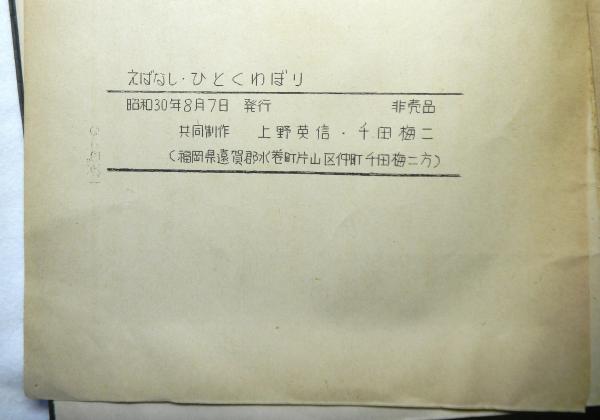 えばなし・ひとくわぼり
昭和30年8月7日 発行 非売品
共同制作 上野英信・千田梅二
(福岡県遠賀郡水巻町片山区仲町千田梅二方)